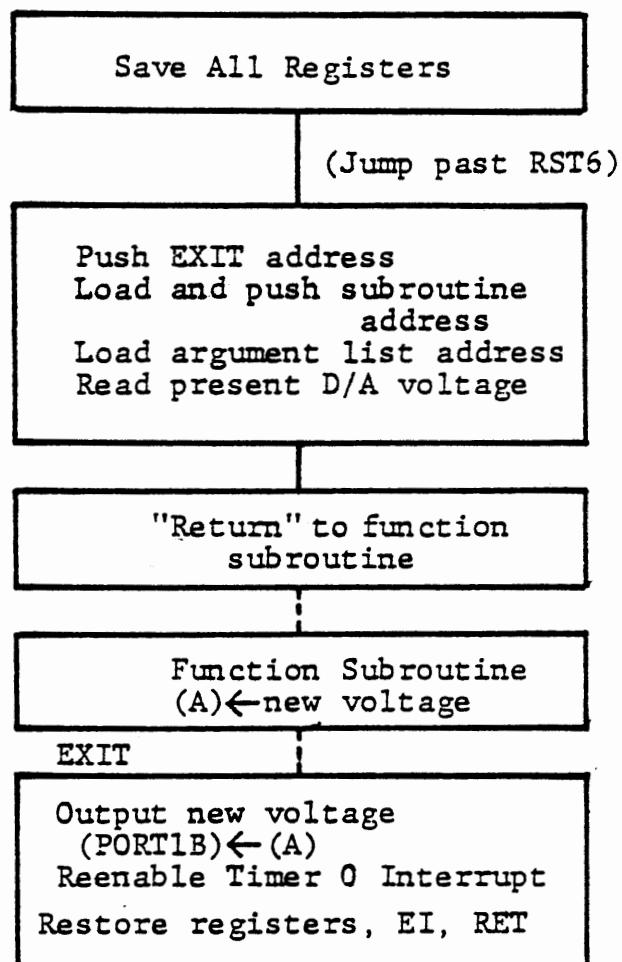 Save All Registers
(Jump past RST6)
Push EXIT address
Load and push subroutine
address
Load argument list address
Read present D/A voltage
"Return" to function
subroutine
Function Subroutine
(A)←new voltage
EXIT
Output new voltage
(PORT1B)←(A)
Reenable Timer 0 Interrupt
Restore registers, EI, RET